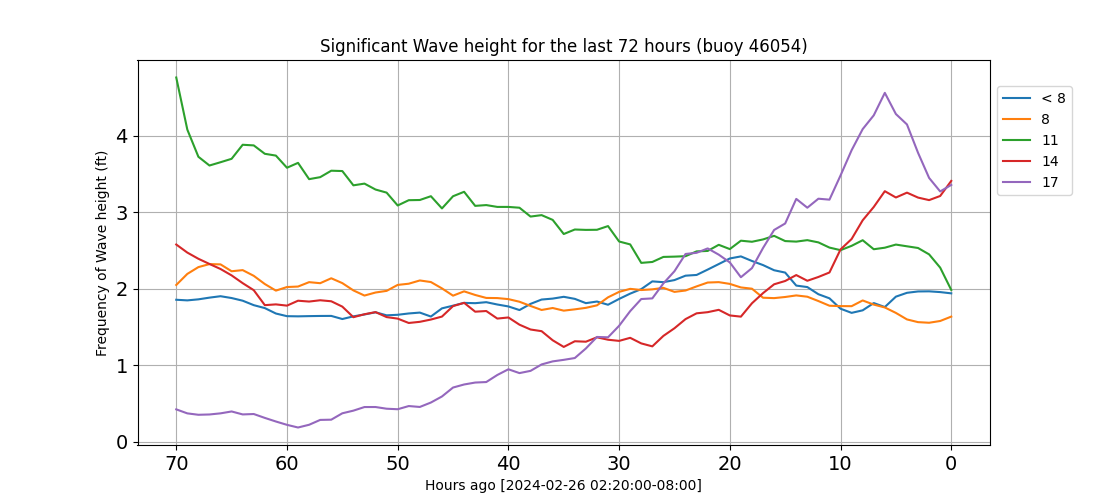 Significant Wave height for the last 72 hours (buoy 46054)
Frequency of Wave height (ft)
4
3
2
1
0
70 60 50 40 30 20 10 0
Hours ago [2024-02-26 02:20:00-08:00]
< 8
8
11
14
17